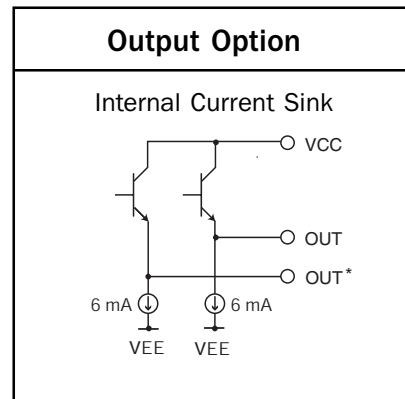 Output Option
Internal Current Sink
VCC
OUT
OUT*
6 mA 6 mA
VEE VEE